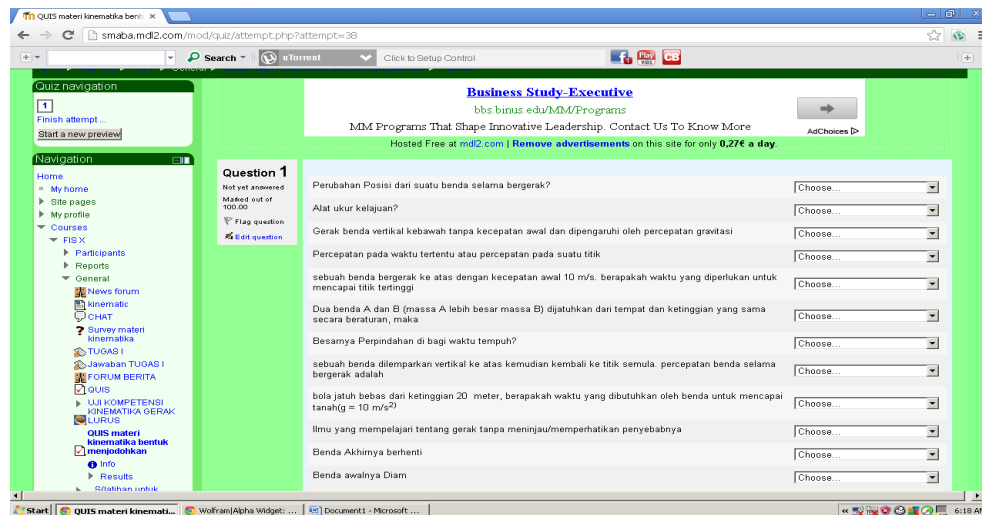 QUIS materi kinematika bent
smaba.mdl2.com/mod/quiz/attempt.php?attempt=38
Search
uTorrent
Click to Setup Control
Quiz navigation
1
Finish attempt ...
Start a new preview
Navigation
Home
My home
Site pages
My profile
Courses
FIS X
Participants
Reports
General
News forum
kinematic
CHAT
Survey materi
kinematika
TUGAS I
Jawaban TUGAS I
FORUM BERITA
QUIS
UJI KOMPETENSI
KINEMATIKA GERAK
LURUS
QUIS materi
kinematika bentuk
menjodohkan
Info
Results
Business Study-Executive
bbs.binus.edu/MM/Programs
MM Programs That Shape Innovative Leadership. Contact Us To Know More
AdChoices
Hosted Free at mdl2.com | Remove advertisements on this site for only 0,27€ a day.
Question 1
Not yet answered
Marked out of
100.00
Flag question
Edit question
Perubahan Posisi dari suatu benda selama bergerak?
Choose...
Alat ukur kelajuan?
Choose...
Gerak benda vertikal kebawah tanpa kecepatan awal dan dipengaruhi oleh percepatan gravitasi
Choose...
Percepatan pada waktu tertentu atau percepatan pada suatu titik
Choose...
sebuah benda bergerak ke atas dengan kecepatan awal 10 m/s. berapakah waktu yang diperlukan untuk
mencapai titik tertinggi
Choose...
Dua benda A dan B (massa A lebih besar massa B) dijatuhkan dari tempat dan ketinggian yang sama
secara beraturan, maka
Choose...
Besarnya Perpindahan di bagi waktu tempuh?
Choose...
sebuah benda dilemparkan vertikal ke atas kemudian kembali ke titik semula. percepatan benda selama
bergerak adalah
Choose...
bola jatuh bebas dari ketinggian 20 meter, berapakah waktu yang dibutuhkan oleh benda untuk mencapai
tanah(g = 10 m/s²)
Choose...
Ilmu yang mempelajari tentang gerak tanpa meninjau/memperhatikan penyebabnya
Choose...
Benda Akhirnya berhenti
Choose...
Benda awalnya Diam
Choose...
Start
QUIS materi kinemati...
Wolfram|Alpha Widget: ...
Document1 - Microsoft ...
6:18 AM